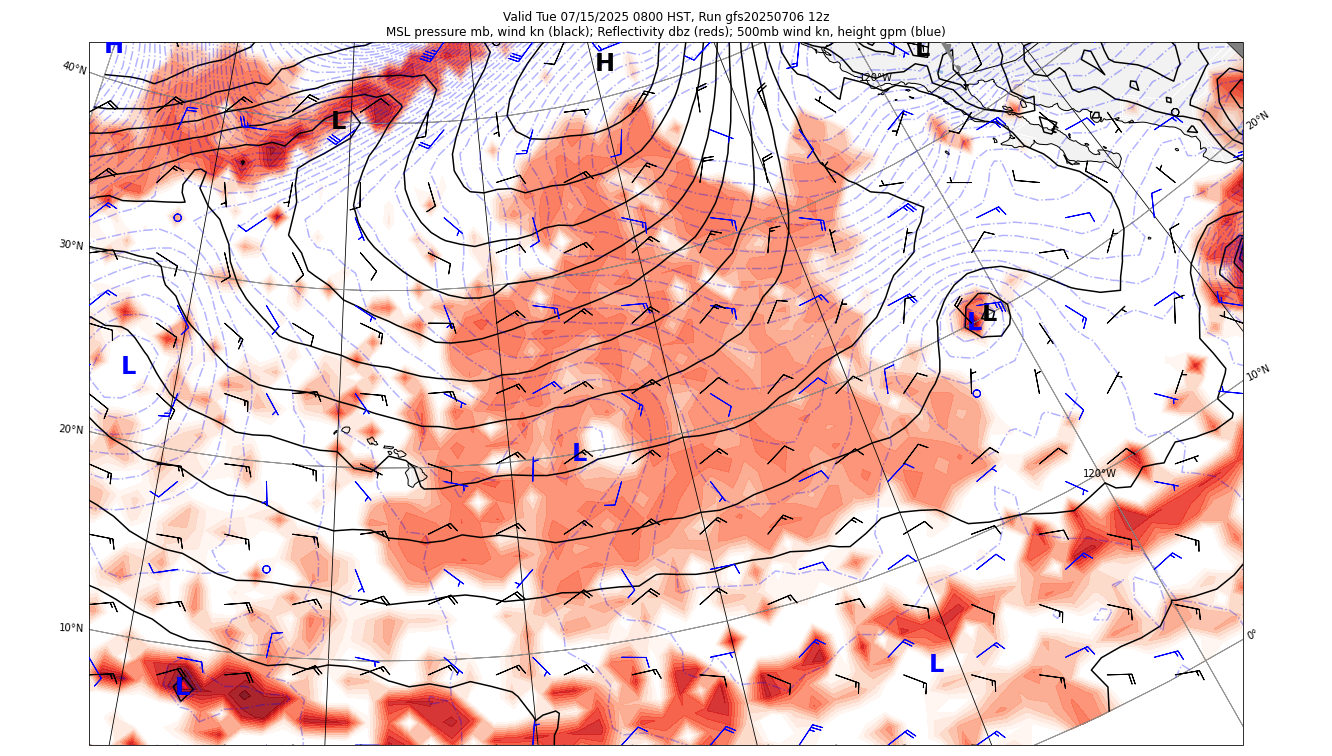 Valid Tue 07/15/2025 0800 HST, Run gfs20250706 12z
MSL pressure mb, wind kn (black); Reflectivity dbz (reds); 500mb wind kn, height gpm (blue)
H
H
L
40°N
120°W
L
20°N
30°N
L
L
L
10°N
20°N
L
120°W
10°N
0°
L
L